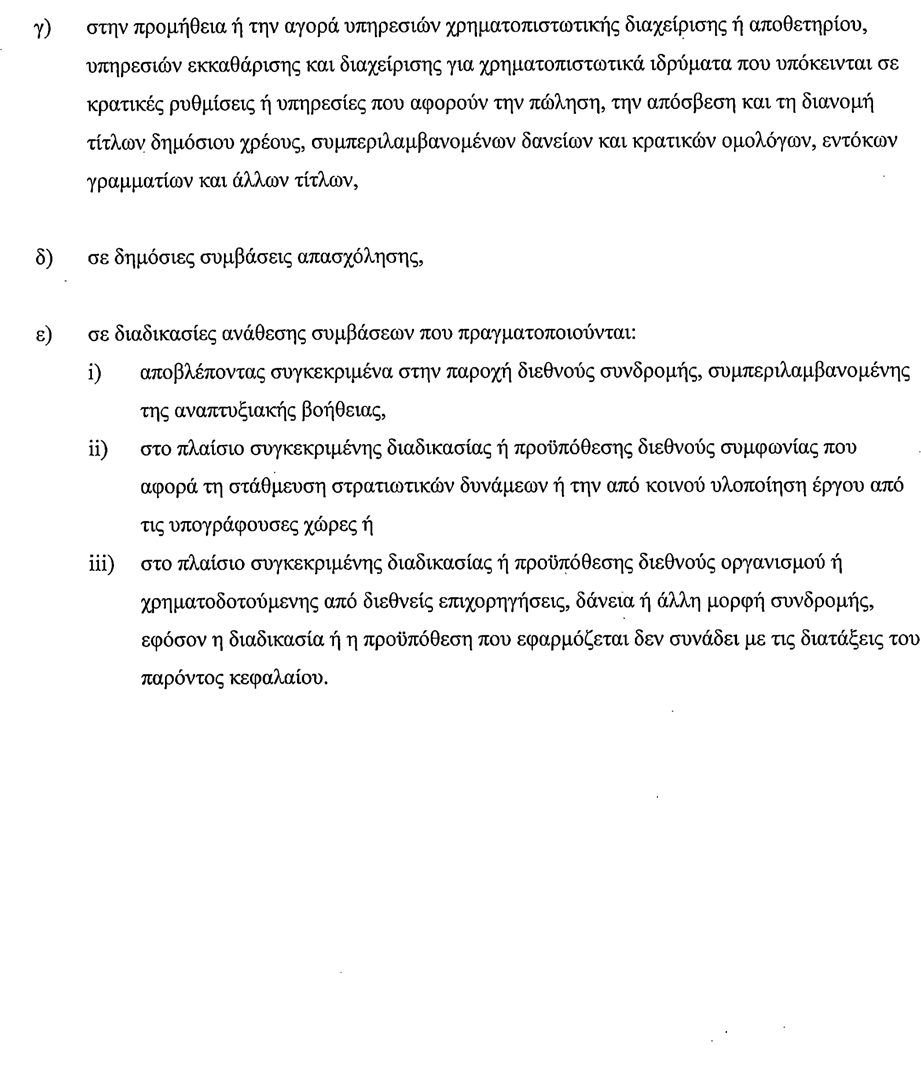 γ) στην προμήθεια ή την αγορά υπηρεσιών χρηματοπιστωτικής διαχείρισης ή αποθετηρίου,
υπηρεσιών εκκαθάρισης και διαχείρισης για χρηματοπιστωτικά ιδρύματα που υπόκεινται σε
κρατικές ρυθμίσεις ή υπηρεσίες που αφορούν την πώληση, την απόσβεση και τη διανομή
τίτλων δημόσιου χρέους, συμπεριλαμβανομένων δανείων και κρατικών ομολόγων, εντόκων
γραμματίων και άλλων τίτλων,
δ) σε δημόσιες συμβάσεις απασχόλησης,
ε) σε διαδικασίες ανάθεσης συμβάσεων που πραγματοποιούνται:
i) αποβλέποντας συγκεκριμένα στην παροχή διεθνούς συνδρομής, συμπεριλαμβανομένης
της αναπτυξιακής βοήθειας,
ii) στο πλαίσιο συγκεκριμένης διαδικασίας ή προϋπόθεσης διεθνούς συμφωνίας που
αφορά τη στάθμευση στρατιωτικών δυνάμεων ή την από κοινού υλοποίηση έργου από
τις υπογράφουσες χώρες ή
iii) στο πλαίσιο συγκεκριμένης διαδικασίας ή προϋπόθεσης διεθνούς οργανισμού ή
χρηματοδοτούμενης από διεθνείς επιχορηγήσεις, δάνεια ή άλλη μορφή συνδρομής,
εφόσον η διαδικασία ή η προϋπόθεση που εφαρμόζεται δεν συνάδει με τις διατάξεις του
παρόντος κεφαλαίου.